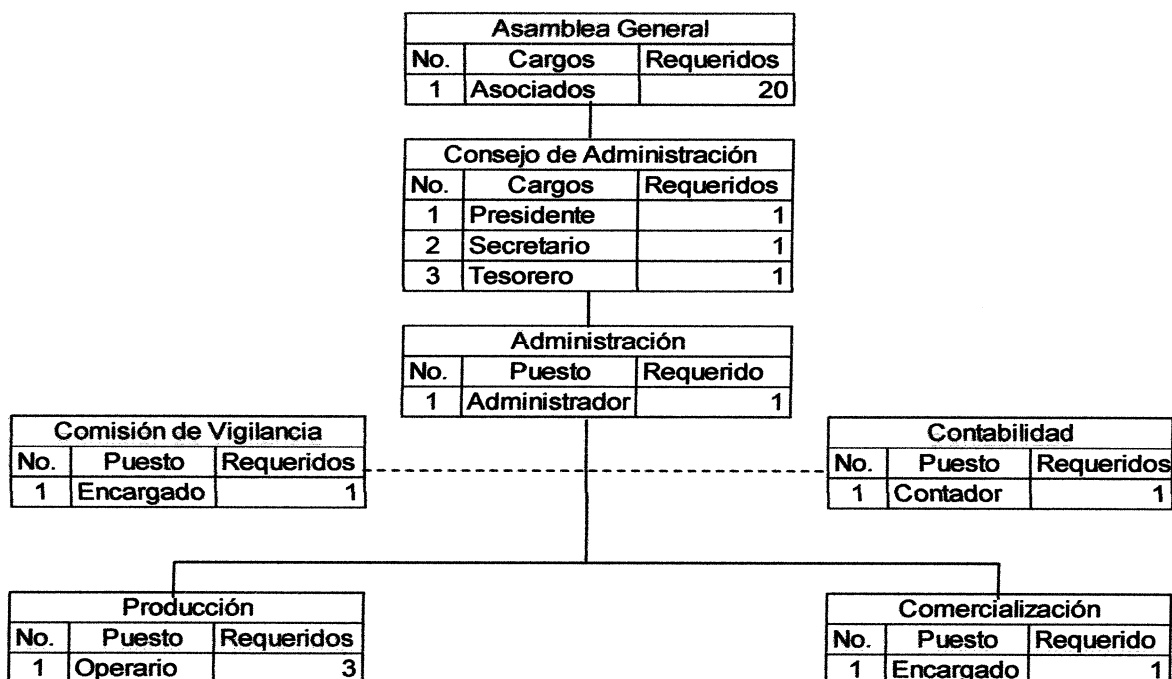 Asamblea General
No. Cargos Requeridos
1 Asociados 20
Consejo de Administración
No. Cargos Requeridos
1 Presidente 1
2 Secretario 1
3 Tesorero 1
Administración
No. Puesto Requerido
1 Administrador 1
Comisión de Vigilancia
No. Puesto Requeridos
1 Encargado 1
Contabilidad
No. Puesto Requeridos
1 Contador 1
Producción
No. Puesto Requeridos
1 Operario 3
Comercialización
No. Puesto Requerido
1 Encargado 1